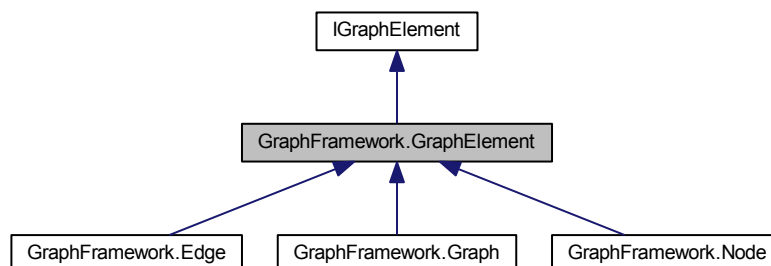 IGraphElement
GraphFramework.GraphElement
GraphFramework.Edge
GraphFramework.Graph
GraphFramework.Node